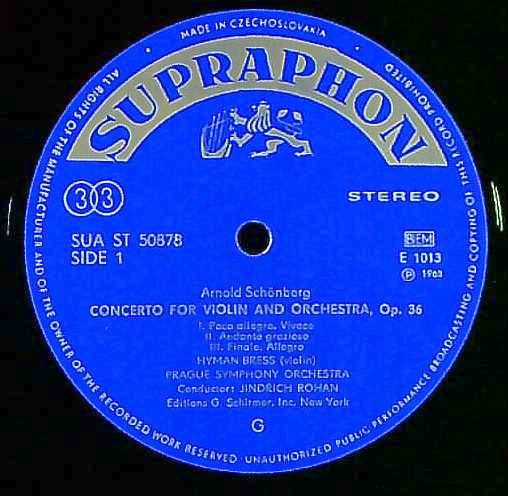 MADE IN CZECHOSLOVAKIA
SUPRAPHON
33
STEREO
SUA ST 50878
SIDE 1
BIEM
E 1013
Arnold Schönberg
CONCERTO FOR VIOLIN AND ORCHESTRA, Op. 36
I. Poco allegro, Vivace
II. Andante grazioso
III. Finale. Allegro
HYMAN BRESS (violin)
PRAGUE SYMPHONY ORCHESTRA
Conductor: JINDRICH ROHAN
Editions G. Schirmer, Inc. New York
G
ALL RIGHTS OF THE MANUFACTURER AND OF THE OWNER OF THE RECORDED WORK RESERVED · UNAUTHORIZED PUBLIC PERFORMANCE BROADCASTING AND COPYING OF THIS RECORD PROHIBITED